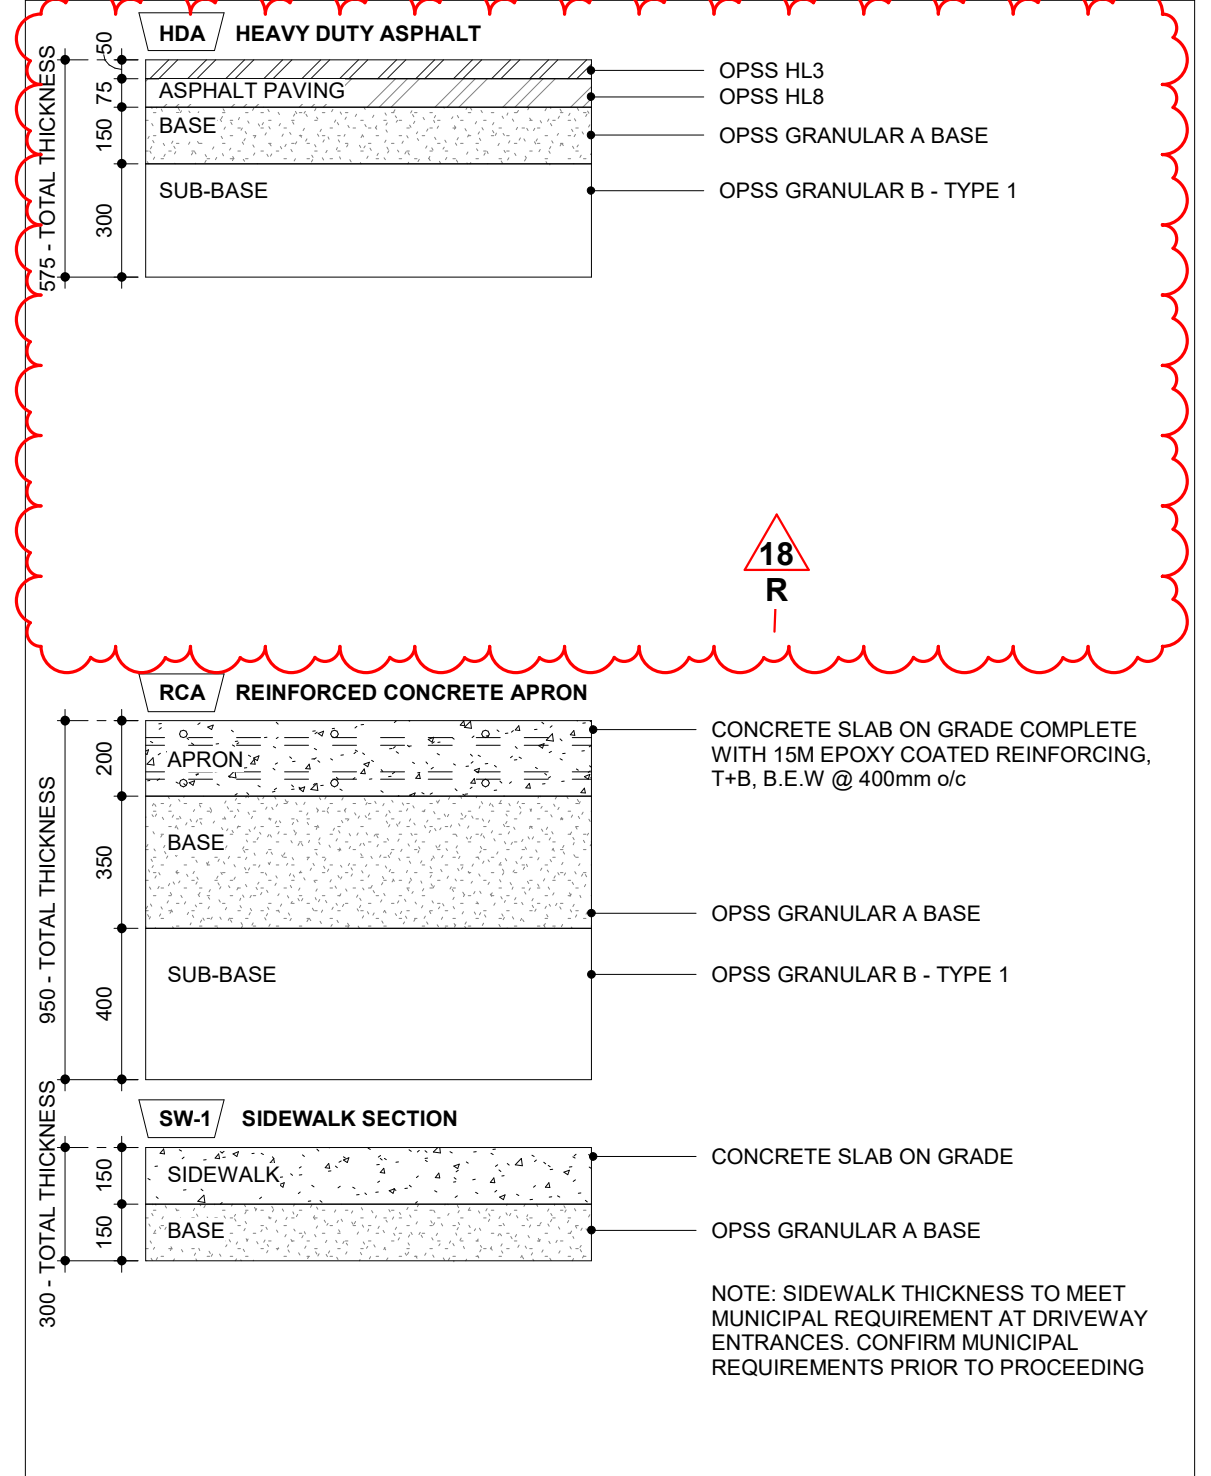 HDA HEAVY DUTY ASPHALT
575 - TOTAL THICKNESS
50
75
150
300
ASPHALT PAVING
BASE
SUB-BASE
OPSS HL3
OPSS HL8
OPSS GRANULAR A BASE
OPSS GRANULAR B - TYPE 1
18
R
RCA REINFORCED CONCRETE APRON
950 - TOTAL THICKNESS
200
350
400
APRON
BASE
SUB-BASE
CONCRETE SLAB ON GRADE COMPLETE
WITH 15M EPOXY COATED REINFORCING,
T+B, B.E.W @ 400mm o/c
OPSS GRANULAR A BASE
OPSS GRANULAR B - TYPE 1
SW-1 SIDEWALK SECTION
300 - TOTAL THICKNESS
150
150
SIDEWALK
BASE
CONCRETE SLAB ON GRADE
OPSS GRANULAR A BASE
NOTE: SIDEWALK THICKNESS TO MEET
MUNICIPAL REQUIREMENT AT DRIVEWAY
ENTRANCES. CONFIRM MUNICIPAL
REQUIREMENTS PRIOR TO PROCEEDING